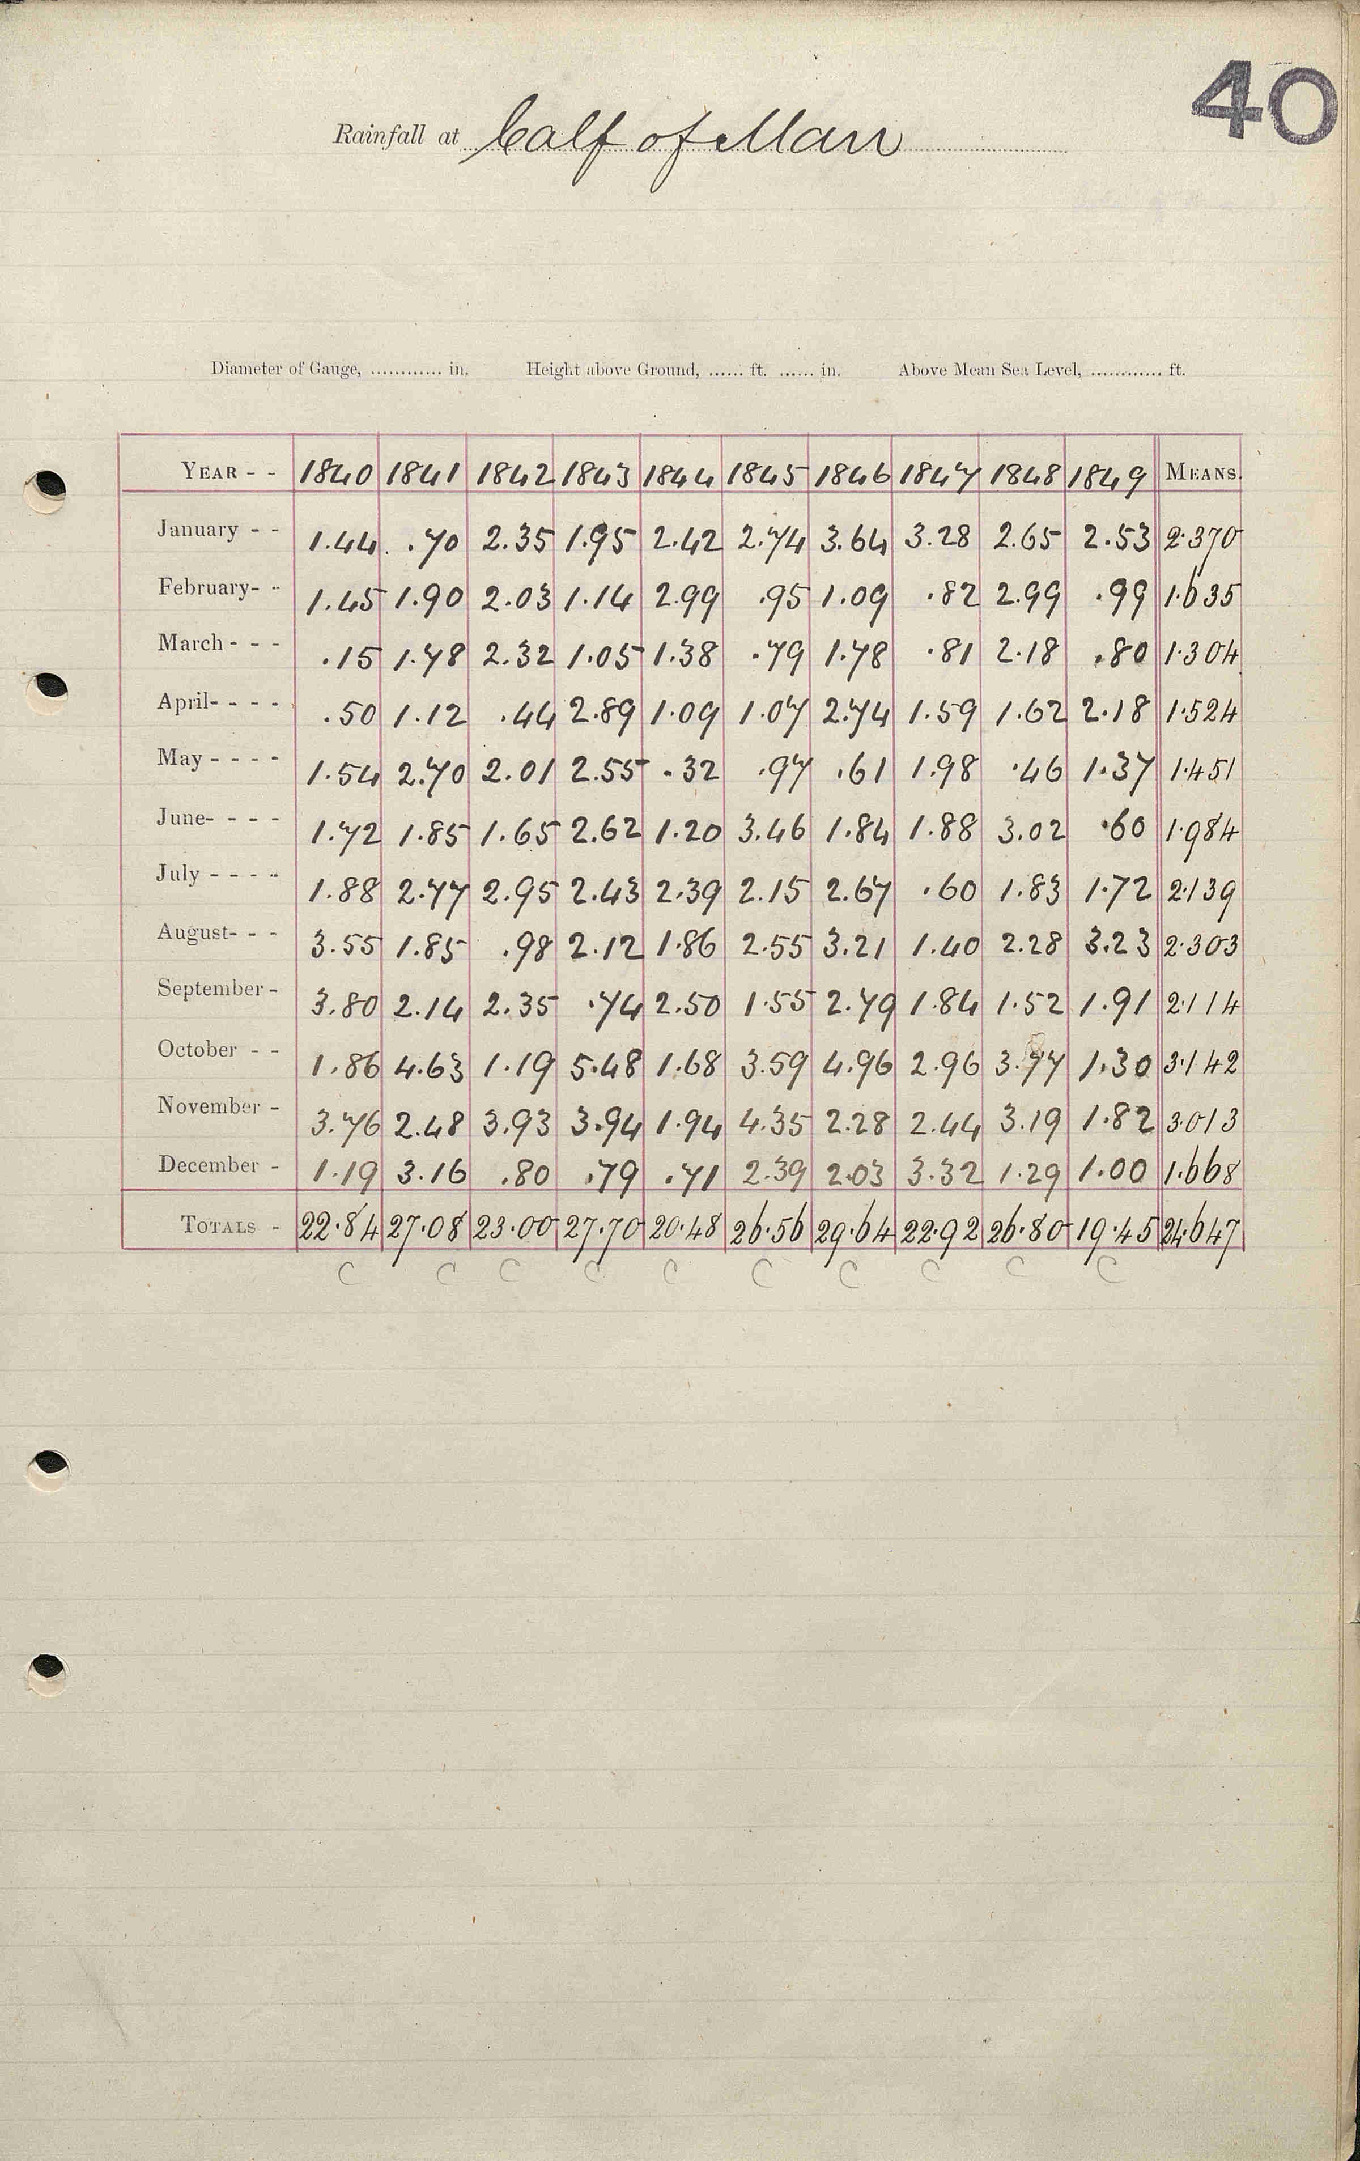 40
Rainfall at Calf of Man
Diameter of Gauge, ............ in. Height above Ground, ...... ft. ...... in. Above Mean Sea Level, ............ ft.
YEAR - - 1840 1841 1842 1843 1844 1845 1846 1847 1848 1849 MEANS.
January - - 1.44 .70 2.35 1.95 2.42 2.74 3.64 3.28 2.65 2.53 2.370
February - - 1.45 1.90 2.03 1.14 2.99 .95 1.09 .82 2.99 .99 1.635
March - - - .15 1.78 2.32 1.05 1.38 .79 1.78 .81 2.18 .80 1.304
April - - - - .50 1.12 .44 2.89 1.09 1.07 2.74 1.59 1.62 2.18 1.524
May - - - - 1.54 2.70 2.01 2.55 .32 .97 .61 1.98 .46 1.37 1.451
June - - - - 1.72 1.85 1.65 2.62 1.20 3.46 1.84 1.88 3.02 .60 1.984
July - - - - 1.88 2.77 2.95 2.43 2.39 2.15 2.67 .60 1.83 1.72 2.139
August - - - 3.55 1.85 .98 2.12 1.86 2.55 3.21 1.40 2.28 3.23 2.303
September - 3.80 2.14 2.35 .74 2.50 1.55 2.79 1.84 1.52 1.91 2.114
October - - 1.86 4.63 1.19 5.48 1.68 3.59 4.96 2.96 3.77 1.30 3.142
November - 3.76 2.48 3.93 3.94 1.94 4.35 2.28 2.44 3.19 1.82 3.013
December - 1.19 3.16 .80 .79 .71 2.39 2.03 3.32 1.29 1.00 1.668
TOTALS - 22.84 27.08 23.00 27.70 20.48 26.56 29.64 22.92 26.80 19.45 24.647
C C C C C C C C C C